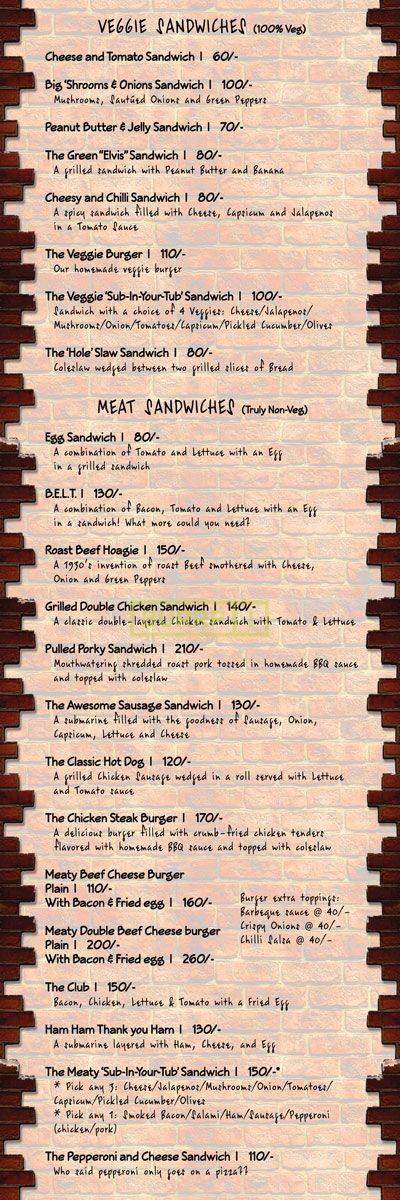 VEGGIE SANDWICHES (100% Veg)
Cheese and Tomato Sandwich | 60/-
Big 'Shrooms & Onions Sandwich | 100/-
Mushrooms, Sautéed Onions and Green Peppers
Peanut Butter & Jelly Sandwich | 70/-
The Green "Elvis" Sandwich | 80/-
A grilled sandwich with Peanut Butter and Banana
Cheesy and Chilli Sandwich | 80/-
A spicy sandwich filled with Cheese, Capsicum and Jalapenos
in a Tomato Sauce
The Veggie Burger | 110/-
Our homemade veggie burger
The Veggie 'Sub-In-Your-Tub' Sandwich | 100/-
Sandwich with a choice of 4 Veggies: Cheese/Jalapenos/
Mushrooms/Onion/Tomatoes/Capsicum/Pickled Cucumber/Olives
The 'Hole' Slaw Sandwich | 80/-
Coleslaw wedged between two grilled slices of Bread
MEAT SANDWICHES (Truly Non-Veg)
Egg Sandwich | 80/-
A combination of Tomato and Lettuce with an Egg
in a grilled sandwich
B.E.L.T. | 130/-
A combination of Bacon, Tomato and Lettuce with an Egg
in a sandwich! What more could you need?
Roast Beef Hoagie | 150/-
A 1930's invention of roast Beef smothered with Cheese,
Onion and Green Peppers
Grilled Double Chicken Sandwich | 140/-
A classic double-layered Chicken sandwich with Tomato & Lettuce
Pulled Porky Sandwich | 210/-
Mouthwatering shredded roast pork tossed in homemade BBQ sauce
and topped with coleslaw
The Awesome Sausage Sandwich | 130/-
A submarine filled with the goodness of Sausage, Onion,
Capsicum, Lettuce and Cheese
The Classic Hot Dog | 120/-
A grilled Chicken Sausage wedged in a roll served with Lettuce
and Tomato sauce
The Chicken Steak Burger | 170/-
A delicious burger filled with crumb-fried chicken tenders
flavored with homemade BBQ sauce and topped with coleslaw
Meaty Beef Cheese Burger
Plain | 110/-
With Bacon & Fried egg | 160/-
Meaty Double Beef Cheese burger
Plain | 200/-
With Bacon & Fried egg | 260/-
Burger extra toppings:
Barbeque sauce @ 40/-
Crispy Onions @ 40/-
Chilli Salsa @ 40/-
The Club | 150/-
Bacon, Chicken, Lettuce & Tomato with a Fried Egg
Ham Ham Thank you Ham | 130/-
A submarine layered with Ham, Cheese, and Egg
The Meaty 'Sub-In-Your-Tub' Sandwich | 150/-*
* Pick any 3: Cheese/Jalapenos/Mushrooms/Onion/Tomatoes/
Capsicum/Pickled Cucumber/Olives
* Pick any 1: Smoked Bacon/Salami/Ham/Sausage/Pepperoni
(chicken/pork)
The Pepperoni and Cheese Sandwich | 110/-
Who said pepperoni only goes on a pizza??